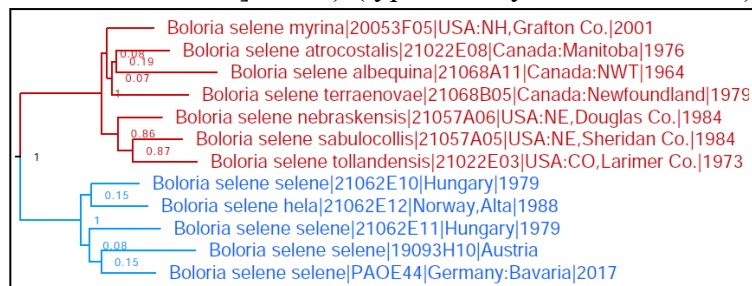 Boloria selene myrina|20053F05|USA:NH,Grafton Co.|2001
0.08
Boloria selene atrocostalis|21022E08|Canada:Manitoba|1976
0.19
Boloria selene albequina|21068A11|Canada:NWT|1964
0.07
1
Boloria selene terraenovae|21068B05|Canada:Newfoundland|1979
Boloria selene nebraskensis|21057A06|USA:NE,Douglas Co.|1984
0.86
Boloria selene sabulocollis|21057A05|USA:NE,Sheridan Co.|1984
1
0.87
Boloria selene tollandensis|21022E03|USA:CO,Larimer Co.|1973
Boloria selene selene|21062E10|Hungary|1979
0.15
Boloria selene hela|21062E12|Norway,Alta|1988
1
Boloria selene selene|21062E11|Hungary|1979
0.08
Boloria selene selene|19093H10|Austria
0.15
Boloria selene selene|PAOE44|Germany:Bavaria|2017